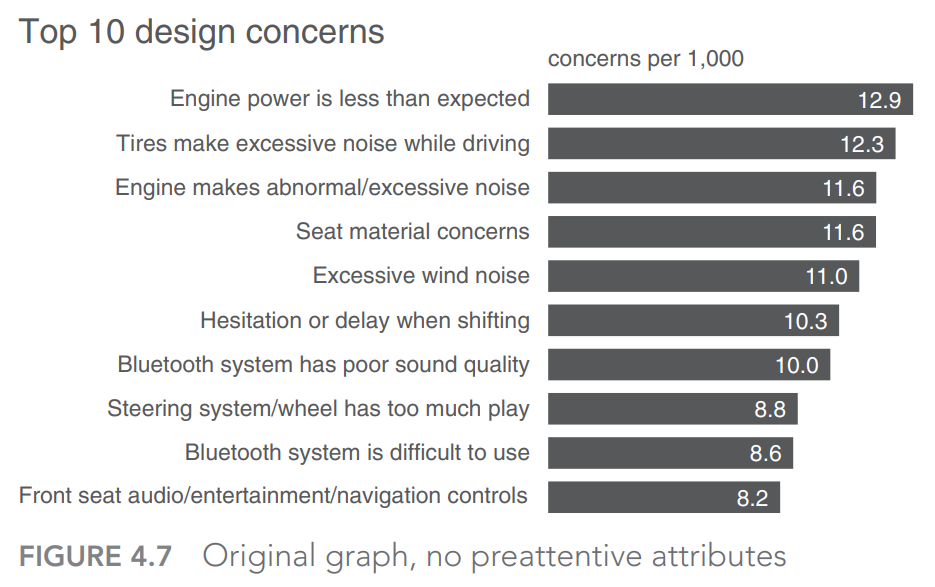 Top 10 design concerns
concerns per 1,000
Engine power is less than expected 12.9
Tires make excessive noise while driving 12.3
Engine makes abnormal/excessive noise 11.6
Seat material concerns 11.6
Excessive wind noise 11.0
Hesitation or delay when shifting 10.3
Bluetooth system has poor sound quality 10.0
Steering system/wheel has too much play 8.8
Bluetooth system is difficult to use 8.6
Front seat audio/entertainment/navigation controls 8.2
FIGURE 4.7 Original graph, no preattentive attributes